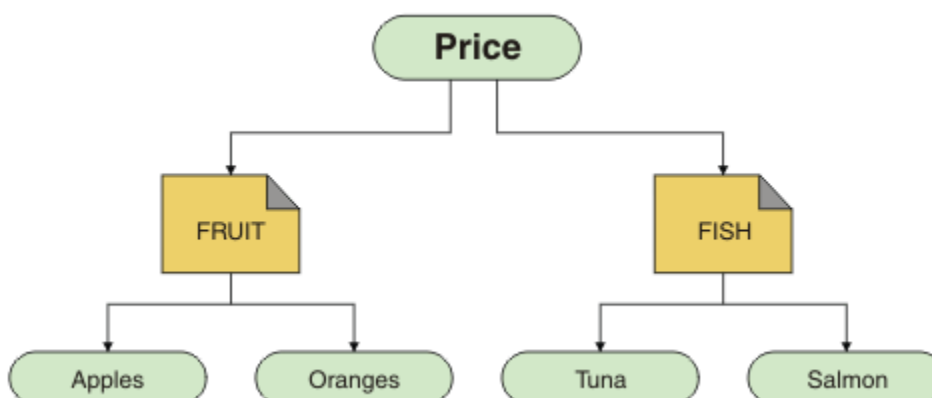 Price
FRUIT
FISH
Apples
Oranges
Tuna
Salmon